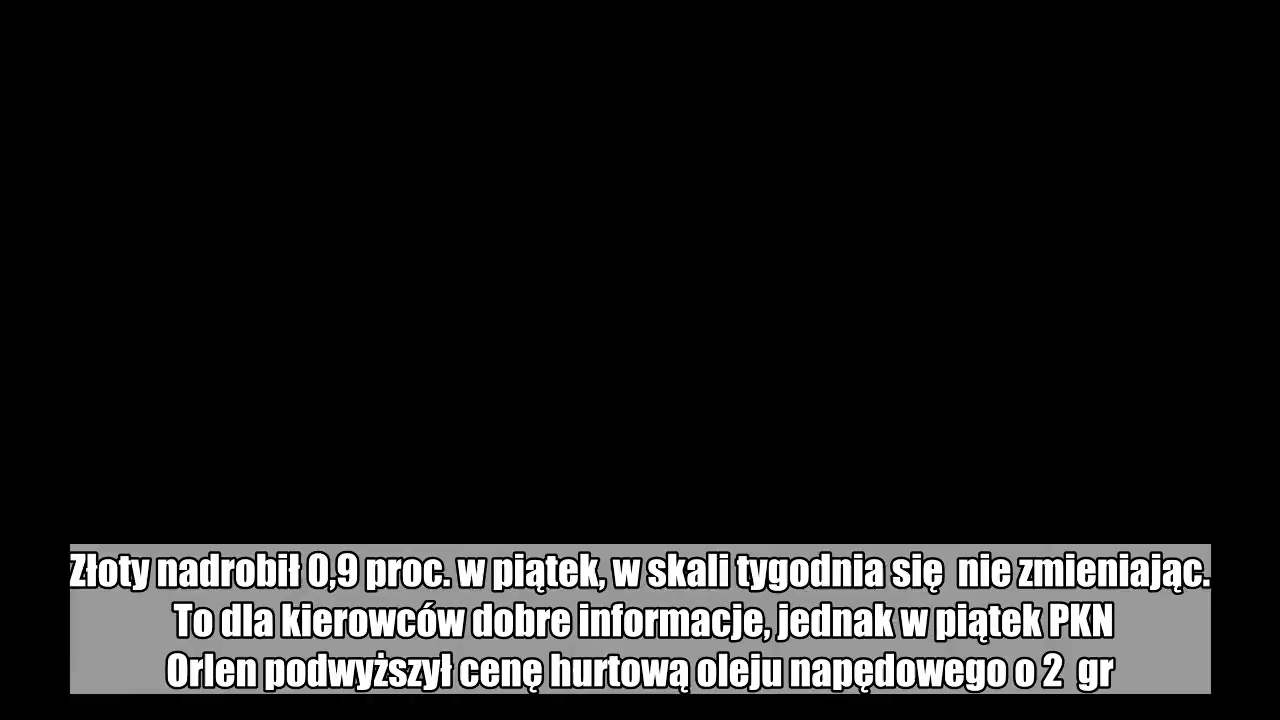 Złoty nadrobił 0,9 proc. w piątek, w skali tygodnia się  nie zmieniając.
To dla kierowców dobre informacje, jednak w piątek PKN
Orlen podwyższył cenę hurtową oleju napędowego o 2  gr